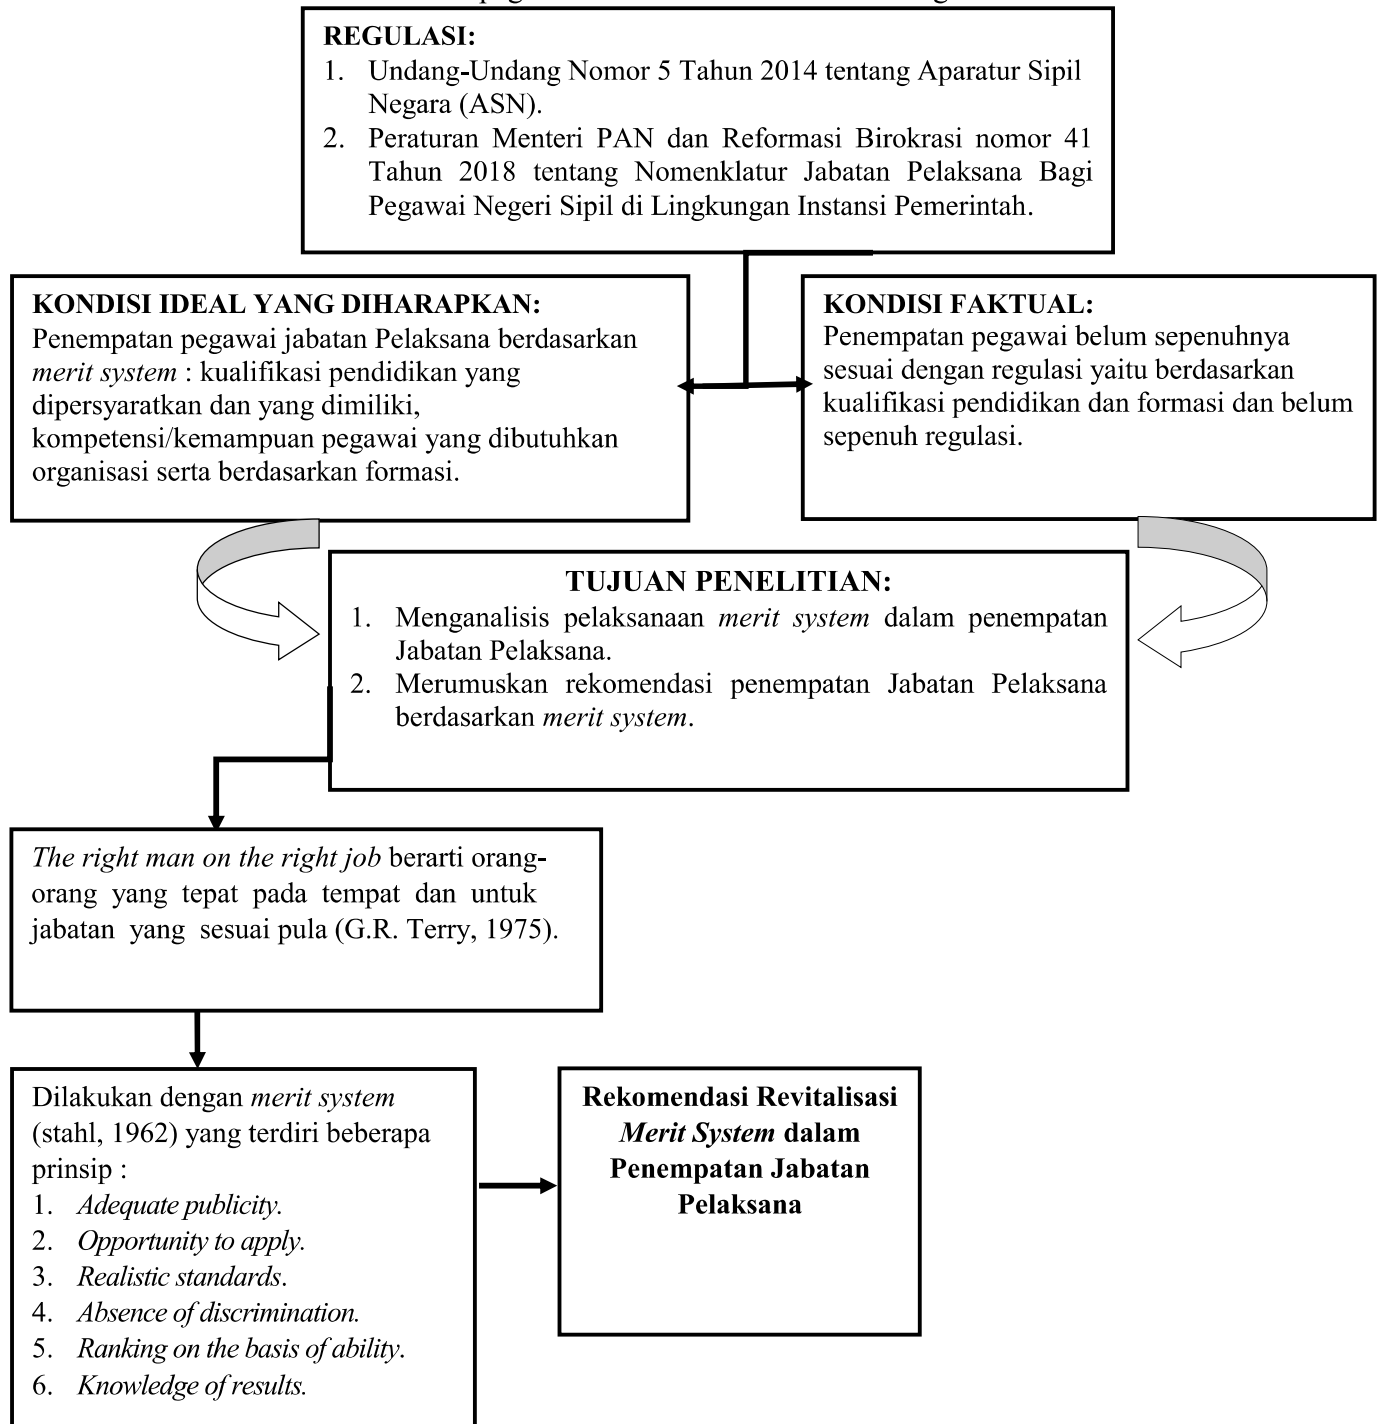 REGULASI:
1. Undang-Undang Nomor 5 Tahun 2014 tentang Aparatur Sipil
Negara (ASN).
2. Peraturan Menteri PAN dan Reformasi Birokrasi nomor 41
Tahun 2018 tentang Nomenklatur Jabatan Pelaksana Bagi
Pegawai Negeri Sipil di Lingkungan Instansi Pemerintah.
KONDISI IDEAL YANG DIHARAPKAN:
Penempatan pegawai jabatan Pelaksana berdasarkan
merit system : kualifikasi pendidikan yang
dipersyaratkan dan yang dimiliki,
kompetensi/kemampuan pegawai yang dibutuhkan
organisasi serta berdasarkan formasi.
KONDISI FAKTUAL:
Penempatan pegawai belum sepenuhnya
sesuai dengan regulasi yaitu berdasarkan
kualifikasi pendidikan dan formasi dan belum
sepenuh regulasi.
TUJUAN PENELITIAN:
1. Menganalisis pelaksanaan merit system dalam penempatan
Jabatan Pelaksana.
2. Merumuskan rekomendasi penempatan Jabatan Pelaksana
berdasarkan merit system.
The right man on the right job berarti orang-
orang yang tepat pada tempat dan untuk
jabatan yang sesuai pula (G.R. Terry, 1975).
Dilakukan dengan merit system
(stahl, 1962) yang terdiri beberapa
prinsip :
1. Adequate publicity.
2. Opportunity to apply.
3. Realistic standards.
4. Absence of discrimination.
5. Ranking on the basis of ability.
6. Knowledge of results.
Rekomendasi Revitalisasi
Merit System dalam
Penempatan Jabatan
Pelaksana